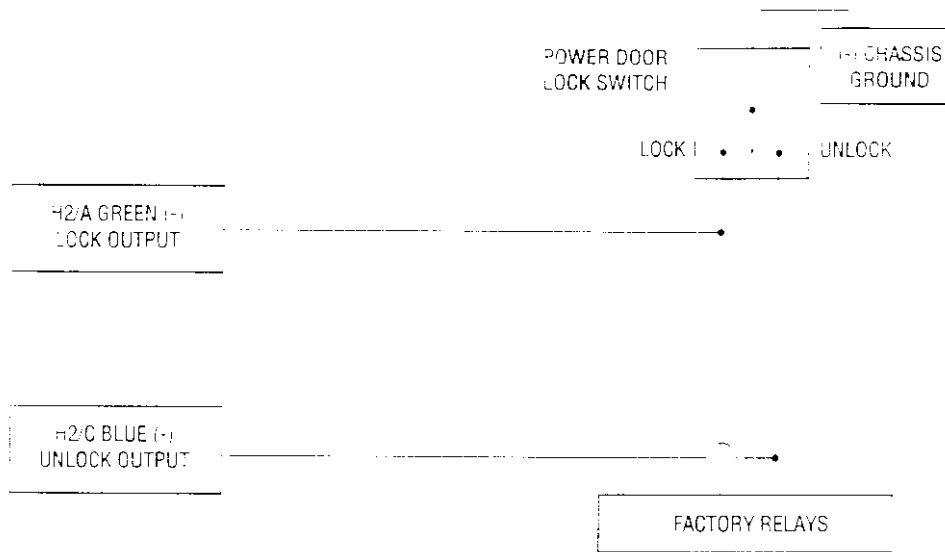 POWER DOOR
LOCK SWITCH
(-) CHASSIS
GROUND
LOCK
UNLOCK
H2/A GREEN (-)
LOCK OUTPUT
H2/C BLUE (-)
UNLOCK OUTPUT
FACTORY RELAYS